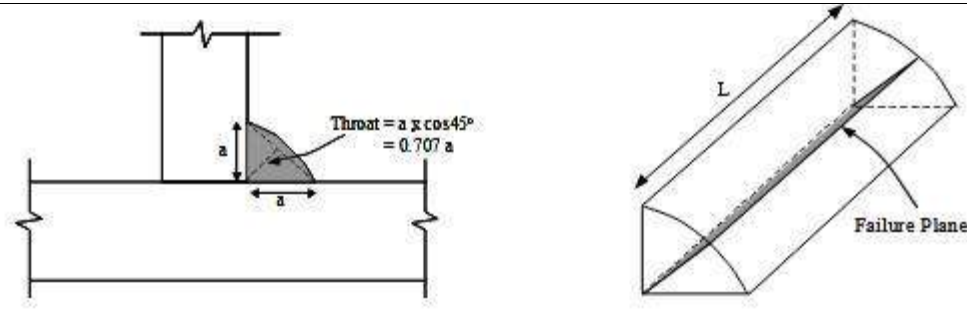 Throat = a x cos45°
= 0.707 a
a
a
L
Failure Plane